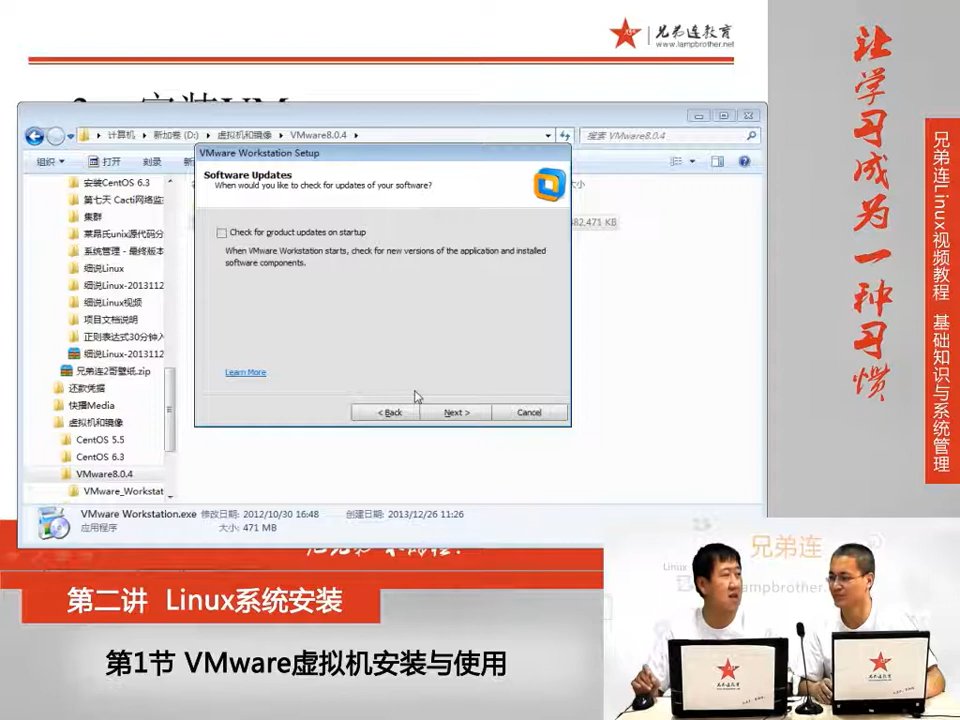 兄弟连教育
www.lampbrother.net
计算机 新加卷 (D:) 虚拟机和镜像 VMware8.0.4
搜索 VMware8.0.4
组织 打开 刻录
VMware Workstation Setup
Software Updates
When would you like to check for updates of your software?
Check for product updates on startup
When VMware Workstation starts, check for new versions of the application and installed
software components.
Learn More
< Back Next > Cancel
安装CentOS 6.3
第七天 Cacti网络监
集群
莱昂氏unix源代码分
系统管理 - 最终版本
细说Linux
细说Linux-2013112
细说Linux视频
项目文档说明
正则表达式30分钟入
细说Linux-2013112
兄弟连2哥壁纸.zip
还款凭据
快播Media
虚拟机和镜像
CentOS 5.5
CentOS 6.3
VMware8.0.4
VMware_Workstat
82,471 KB
VMware Workstation.exe 修改日期: 2012/10/30 16:48 创建日期: 2013/12/26 11:26
应用程序 大小: 471 MB
第二讲 Linux系统安装
第1节 VMware虚拟机安装与使用
让学习成为一种习惯
兄弟连Linux视频教程 基础知识与系统管理
兄弟连
lampbrother.